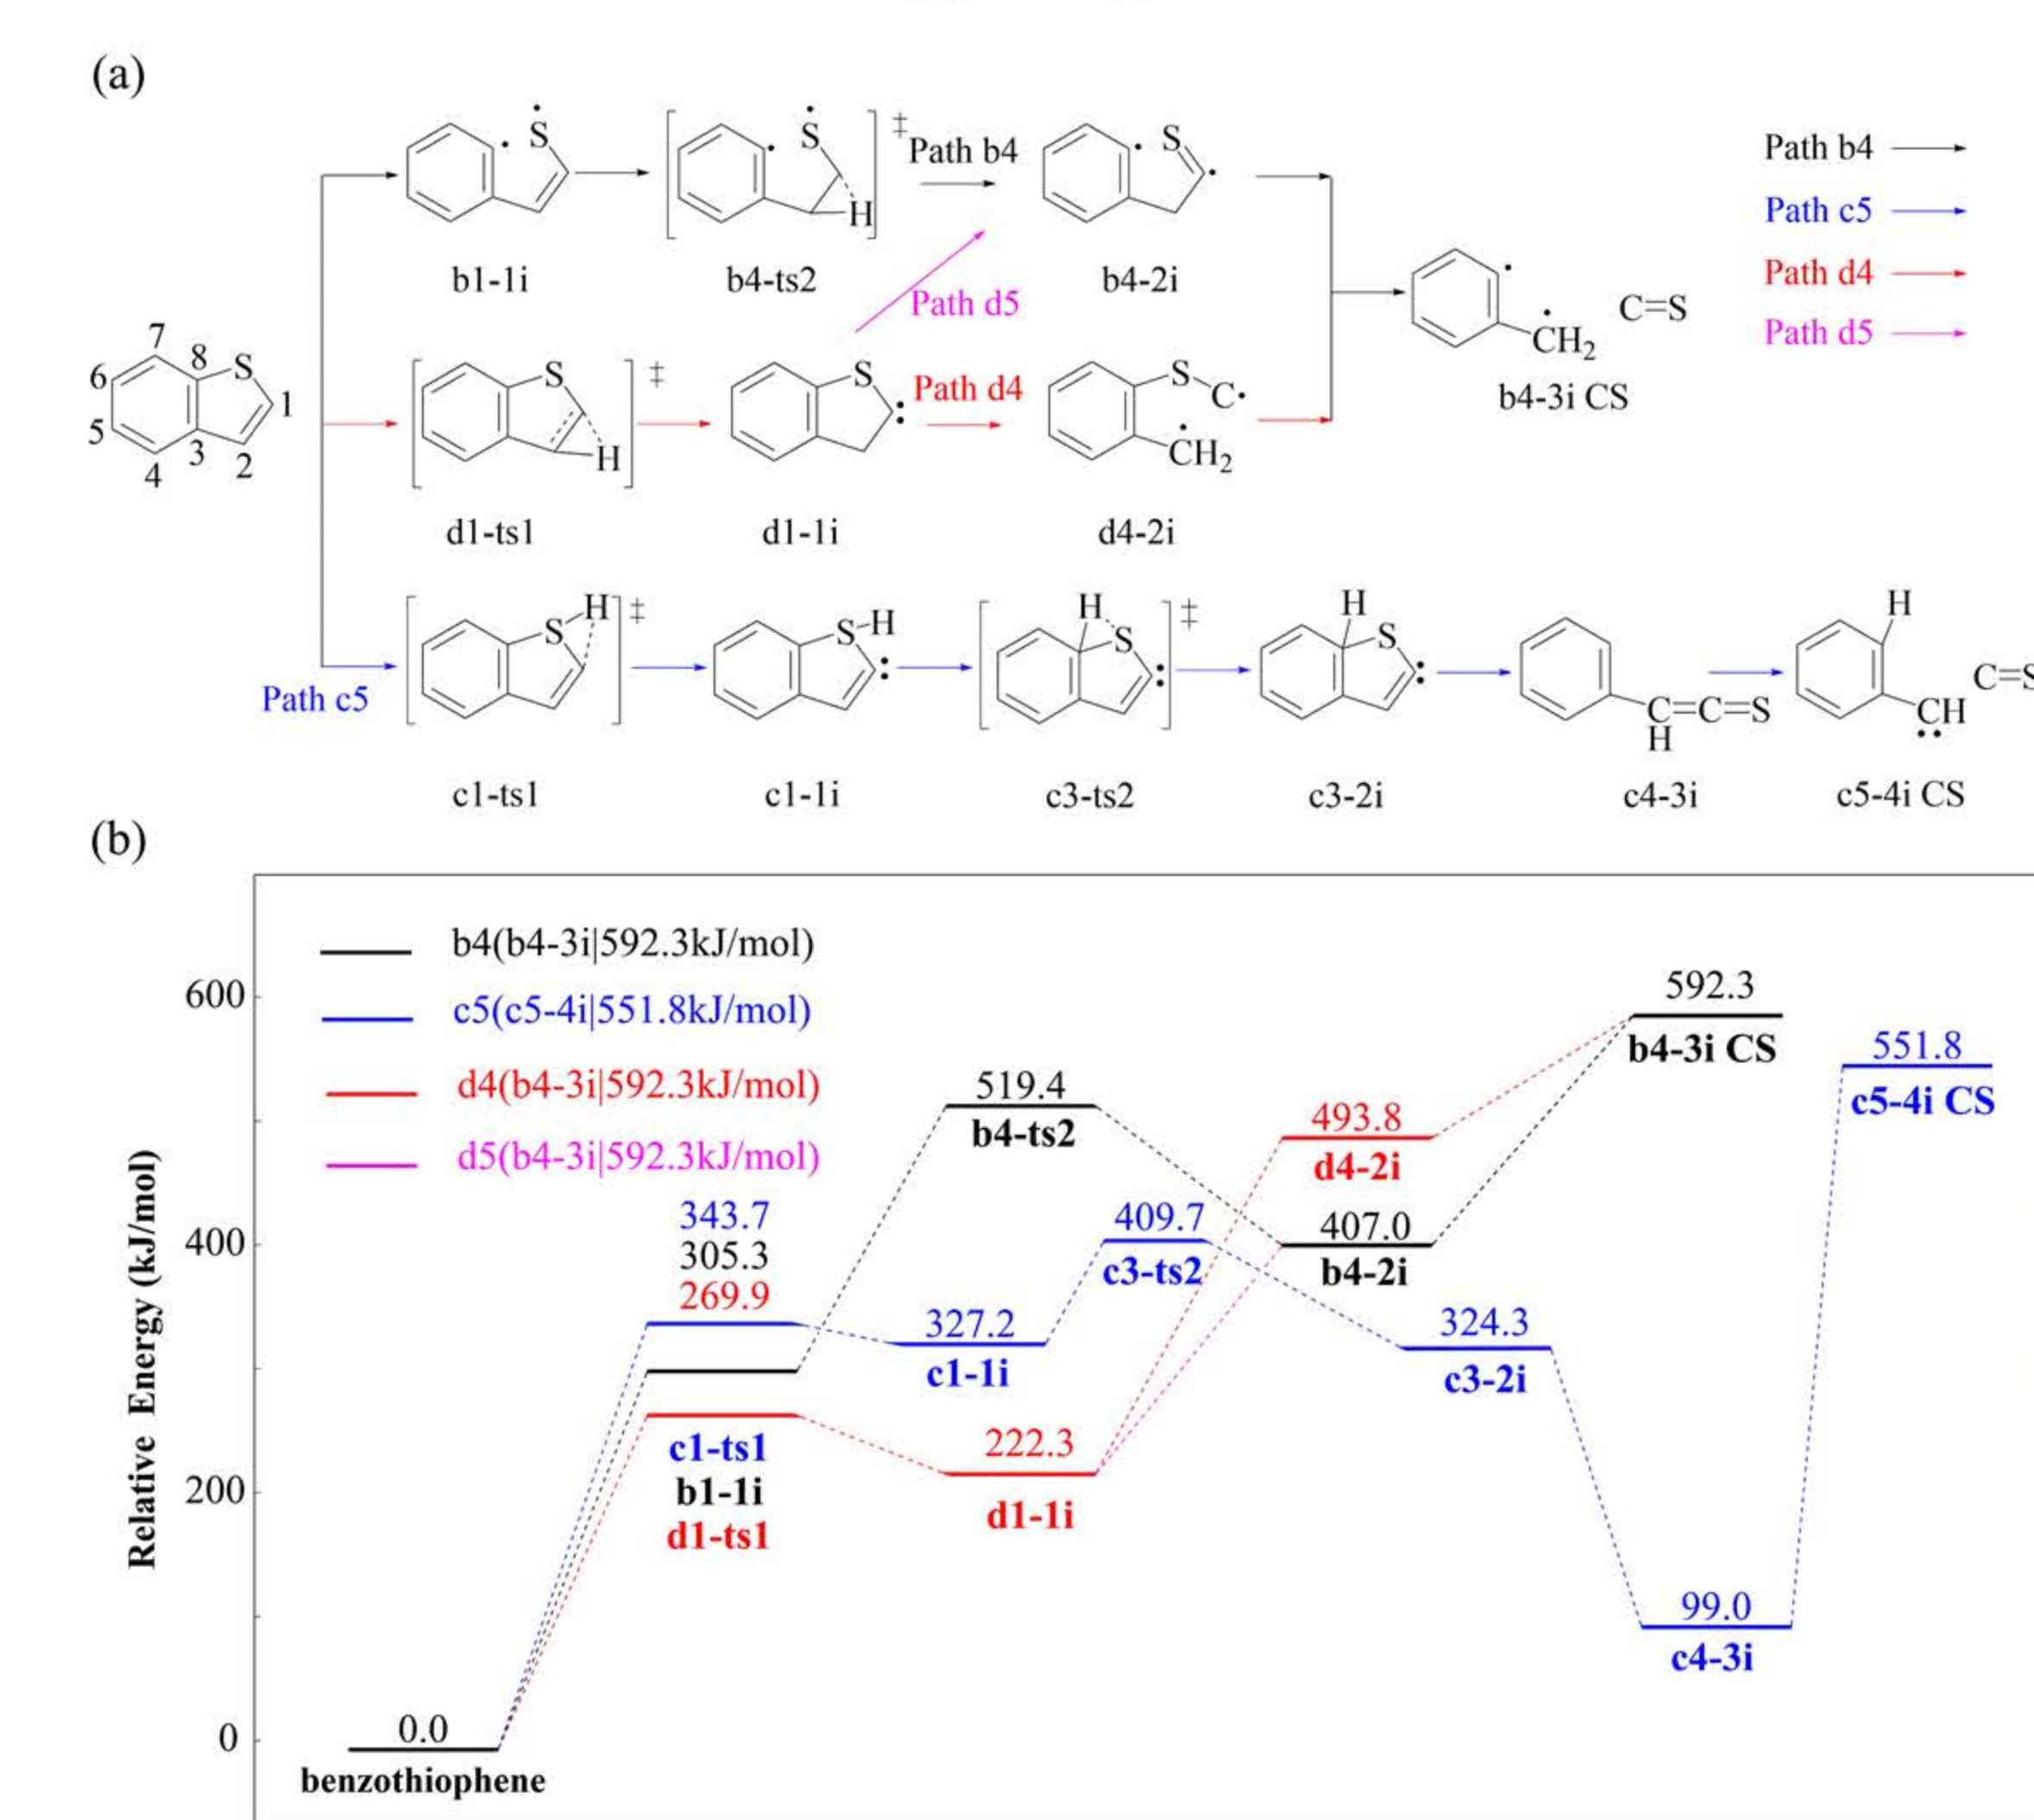 (a)
S
S
H
‡
Path b4
S
Path b4
Path c5
Path d4
Path d5
b1-1i
b4-ts2
b4-2i
Path d5
CH2
C=S
b4-3i CS
7
8
S
6
1
5
3
2
4
S
H
‡
S
Path d4
S
C
CH2
d1-ts1
d1-1i
d4-2i
Path c5
S
H
‡
S-H
H
S
‡
H
S
C=C=S
H
H
CH
C=S
c1-ts1
c1-1i
c3-ts2
c3-2i
c4-3i
c5-4i CS
(b)
b4(b4-3i|592.3kJ/mol)
c5(c5-4i|551.8kJ/mol)
d4(b4-3i|592.3kJ/mol)
d5(b4-3i|592.3kJ/mol)
Relative Energy (kJ/mol)
600
400
200
0
343.7
305.3
269.9
c1-ts1
b1-1i
d1-ts1
519.4
b4-ts2
327.2
c1-1i
222.3
d1-1i
409.7
c3-ts2
493.8
d4-2i
407.0
b4-2i
324.3
c3-2i
592.3
b4-3i CS
551.8
c5-4i CS
99.0
c4-3i
0.0
benzothiophene